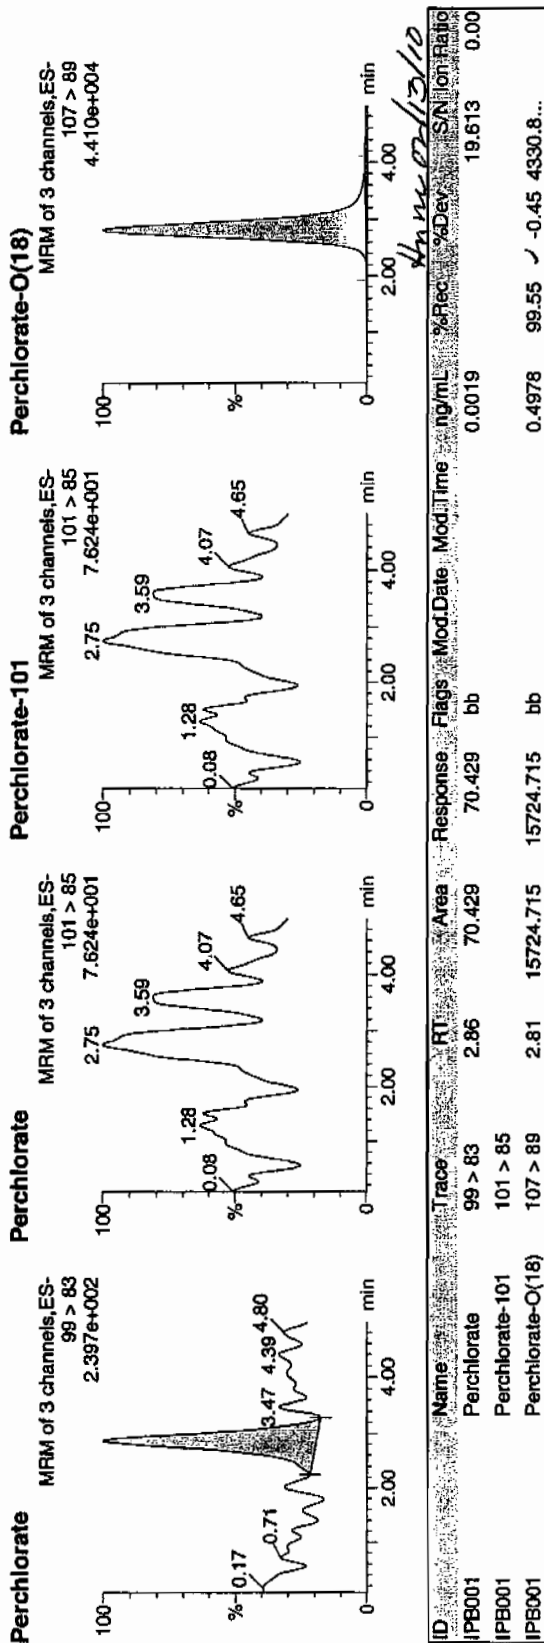 Perchlorate
MRM of 3 channels,ES-
99 > 83
2.397e+002
100
%
0
0.17
0.71
3.47
4.39
4.80
2.00
4.00
min
Perchlorate
MRM of 3 channels,ES-
101 > 85
7.624e+001
100
%
0
0.08
1.28
2.75
3.59
4.07
4.65
2.00
4.00
min
Perchlorate-101
MRM of 3 channels,ES-
101 > 85
7.624e+001
100
%
0
0.08
1.28
2.75
3.59
4.07
4.65
2.00
4.00
min
Perchlorate-O(18)
MRM of 3 channels,ES-
107 > 89
4.410e+004
100
%
0
2.00
4.00
min
02/13/10
ID Name Trace RT Area Response Flags Mod.Date Mod.Time ng/mL %Rec %Dev S/N Ion Ratio
IPB001 Perchlorate 99 > 83 2.86 70.429 70.429 bb 0.0019 19.613 0.00
IPB001 Perchlorate-101 101 > 85
IPB001 Perchlorate-O(18) 107 > 89 2.81 15724.715 15724.715 bb 0.4978 99.55 ✓ -0.45 4330.8...